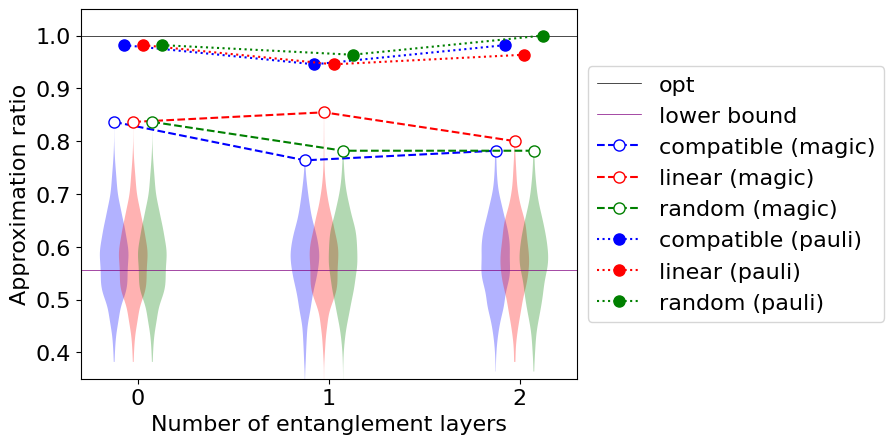 1.0
0.9
0.8
0.7
0.6
0.5
0.4
Approximation ratio
0 1 2
Number of entanglement layers
opt
lower bound
compatible (magic)
linear (magic)
random (magic)
compatible (pauli)
linear (pauli)
random (pauli)